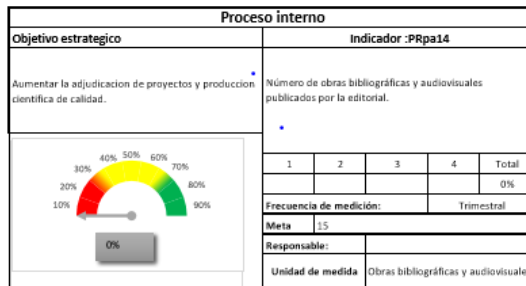 Proceso interno
Objetivo estrategico
Indicador :PRpa14
Aumentar la adjudicacion de proyectos y produccion
cientifica de calidad.
Número de obras bibliográficas y audiovisuales
publicados por la editorial.
10%
20%
30%
40%
50%
60%
70%
80%
90%
0%
1 2 3 4 Total
0%
Frecuencia de medición: Trimestral
Meta 15
Responsable:
Unidad de medida Obras bibliográficas y audiovisuale